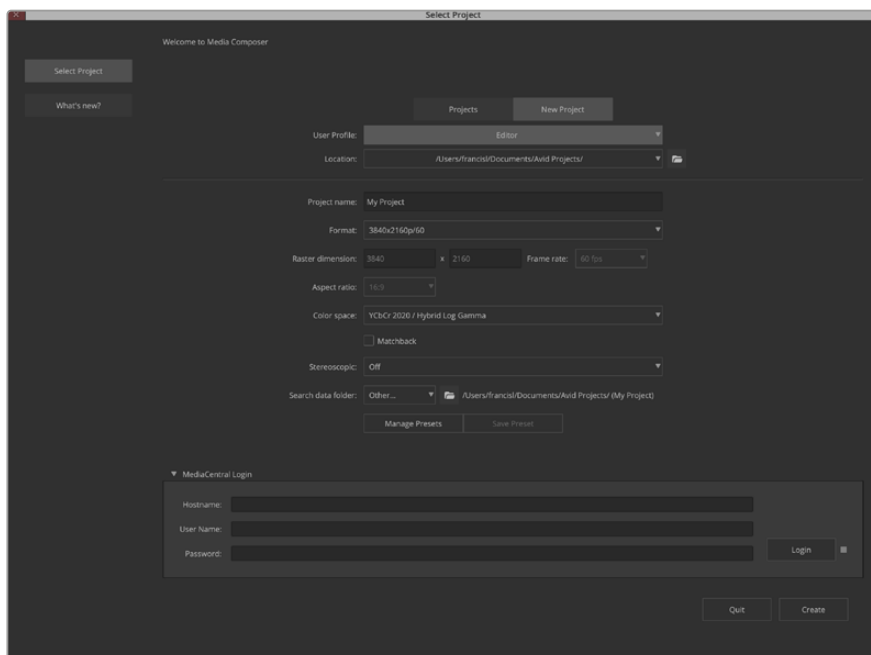 Select Project
Welcome to Media Composer
Select Project
What's new?
Projects New Project
User Profile: Editor
Location: /Users/francisl/Documents/Avid Projects/
Project name: My Project
Format: 3840x2160p/60
Raster dimension: 3840 x 2160 Frame rate: 60 fps
Aspect ratio: 16:9
Color space: YCbCr 2020 / Hybrid Log Gamma
Matchback
Stereoscopic: Off
Search data folder: Other... /Users/francisl/Documents/Avid Projects/ (My Project)
Manage Presets Save Preset
MediaCentral Login
Hostname:
User Name:
Password:
Login
Quit Create